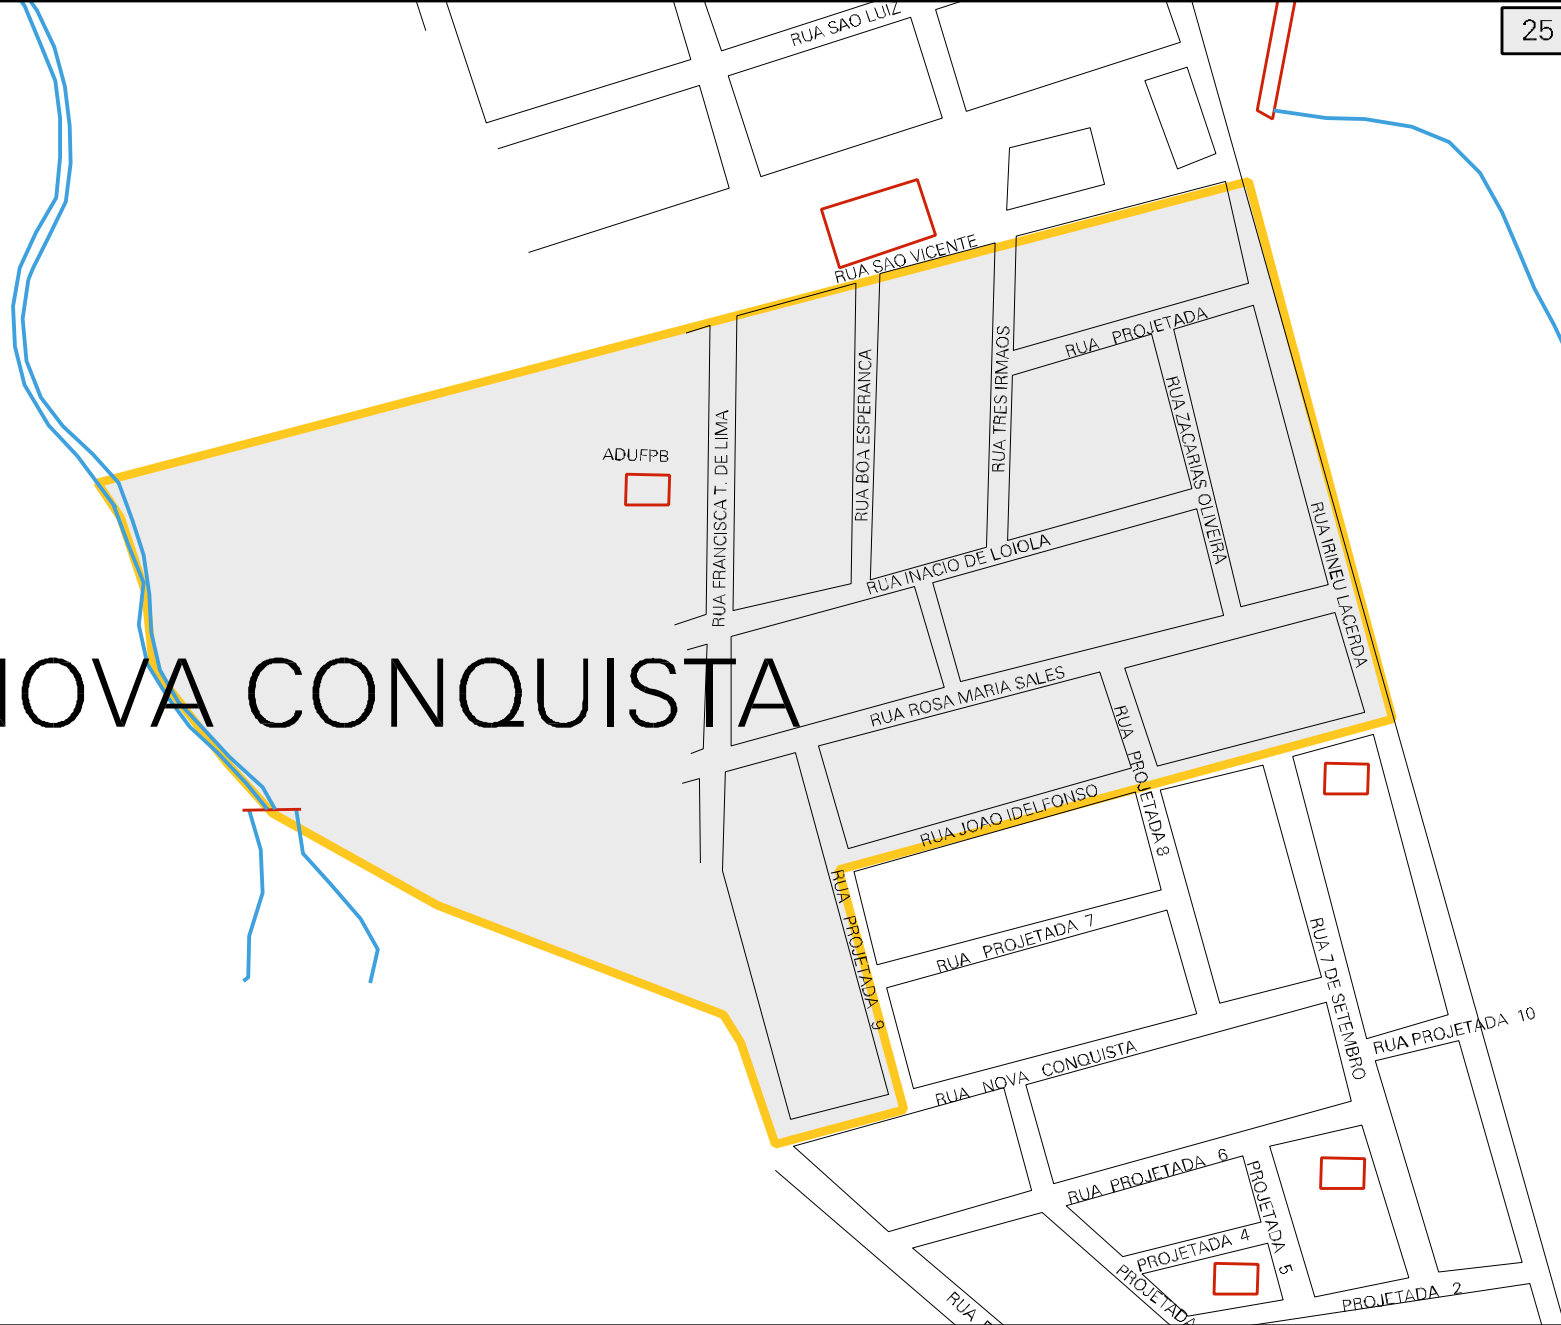 RUA SAO LUIZ
25
RUA SAO VICENTE
RUA PROJETADA
RUA TRES IRMAOS
RUA BOA ESPERANCA
RUA FRANCISCA T. DE LIMA
RUA ZACARIAS OLIVEIRA
ADUFPB
RUA IRINEU LACERDA
RUA INACIO DE LOIOLA
NOVA CONQUISTA
RUA ROSA MARIA SALES
RUA PROJETADA 8
RUA JOAO IDELFONSO
RUA PROJETADA 9
RUA PROJETADA 7
RUA 7 DE SETEMBRO
RUA PROJETADA 10
RUA NOVA CONQUISTA
RUA PROJETADA 6
PROJETADA 5
PROJETADA 4
PROJETADA
PROJETADA 2
RUA